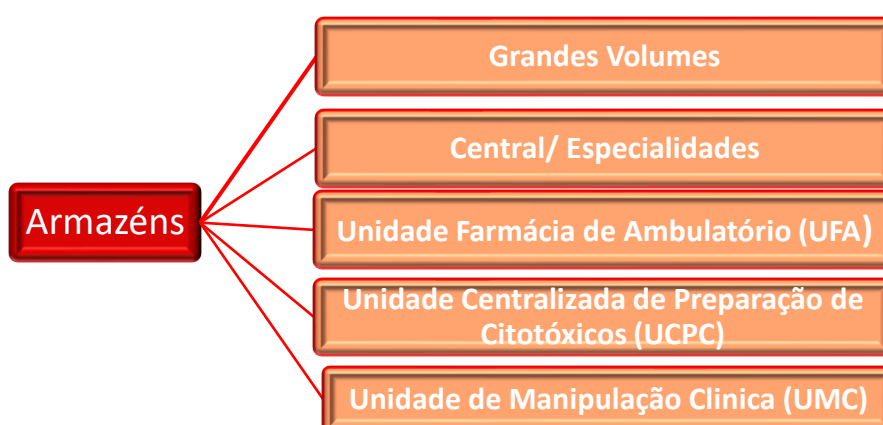 Grandes Volumes
Central/ Especialidades
Armazéns
Unidade Farmácia de Ambulatório (UFA)
Unidade Centralizada de Preparação de
Citotóxicos (UCPC)
Unidade de Manipulação Clinica (UMC)